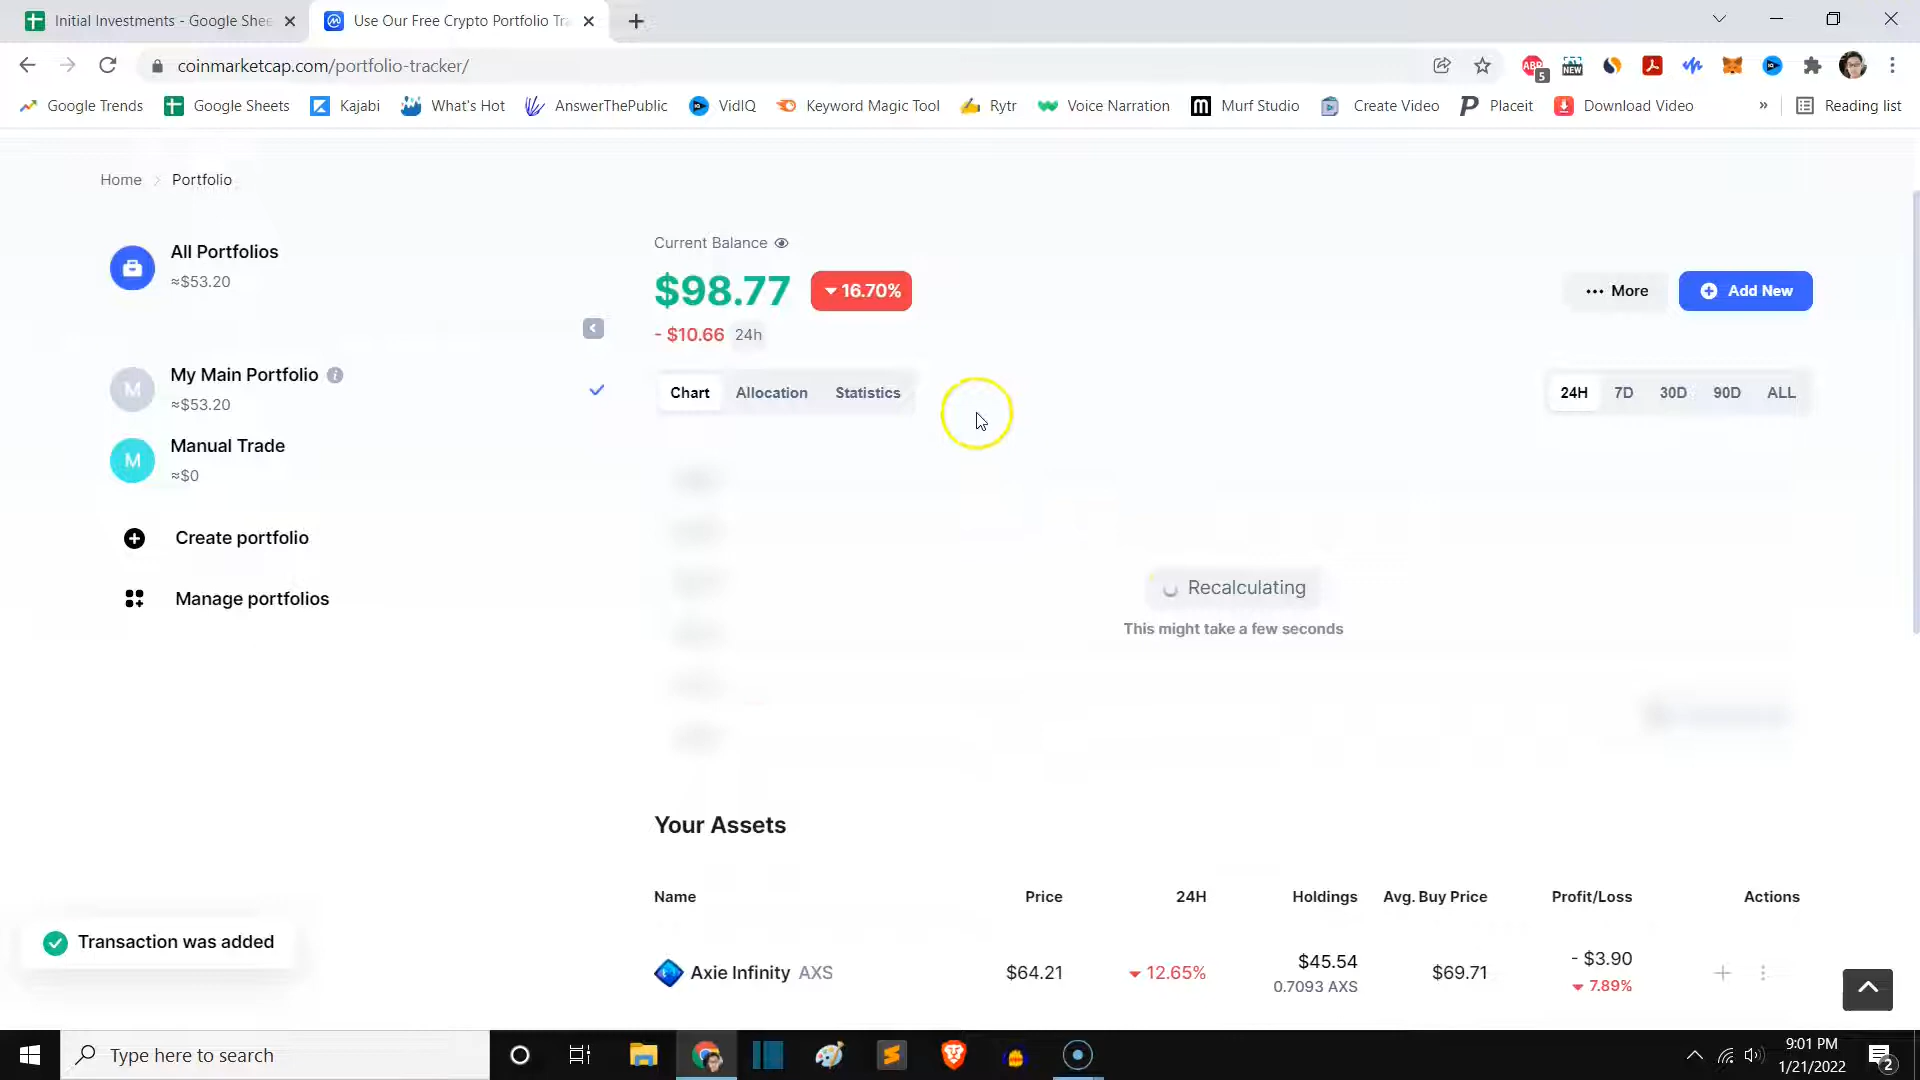 Initial Investments - Google Shee
Use Our Free Crypto Portfolio Tra
coinmarketcap.com/portfolio-tracker/
ABP 5 NEW
Google Trends Google Sheets Kajabi What's Hot AnswerThePublic VidIQ Keyword Magic Tool Rytr Voice Narration Murf Studio Create Video Placeit Download Video » Reading list
Home > Portfolio
All Portfolios
≈$53.20
M My Main Portfolio
≈$53.20
M Manual Trade
≈$0
Create portfolio
Manage portfolios
Current Balance
$98.77 16.70%
- $10.66 24h
More Add New
Chart Allocation Statistics
24H 7D 30D 90D ALL
Recalculating
This might take a few seconds
Your Assets
Name Price 24H Holdings Avg. Buy Price Profit/Loss Actions
Axie Infinity AXS $64.21 12.65% $45.54 $69.71 - $3.90
0.7093 AXS 7.89%
Transaction was added
Type here to search
9:01 PM
1/21/2022
2